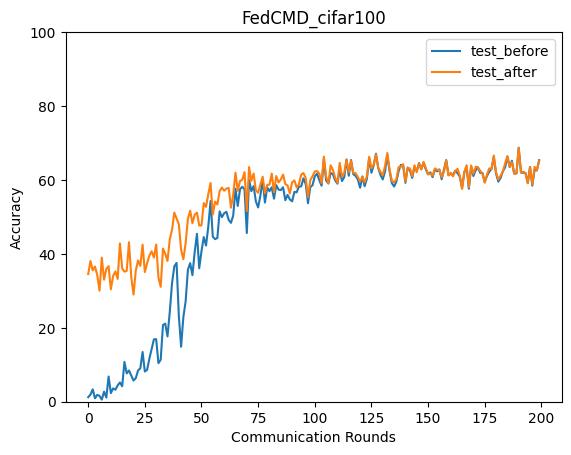 FedCMD_cifar100
test_before
test_after
Accuracy
100
80
60
40
20
0
0 25 50 75 100 125 150 175 200
Communication Rounds